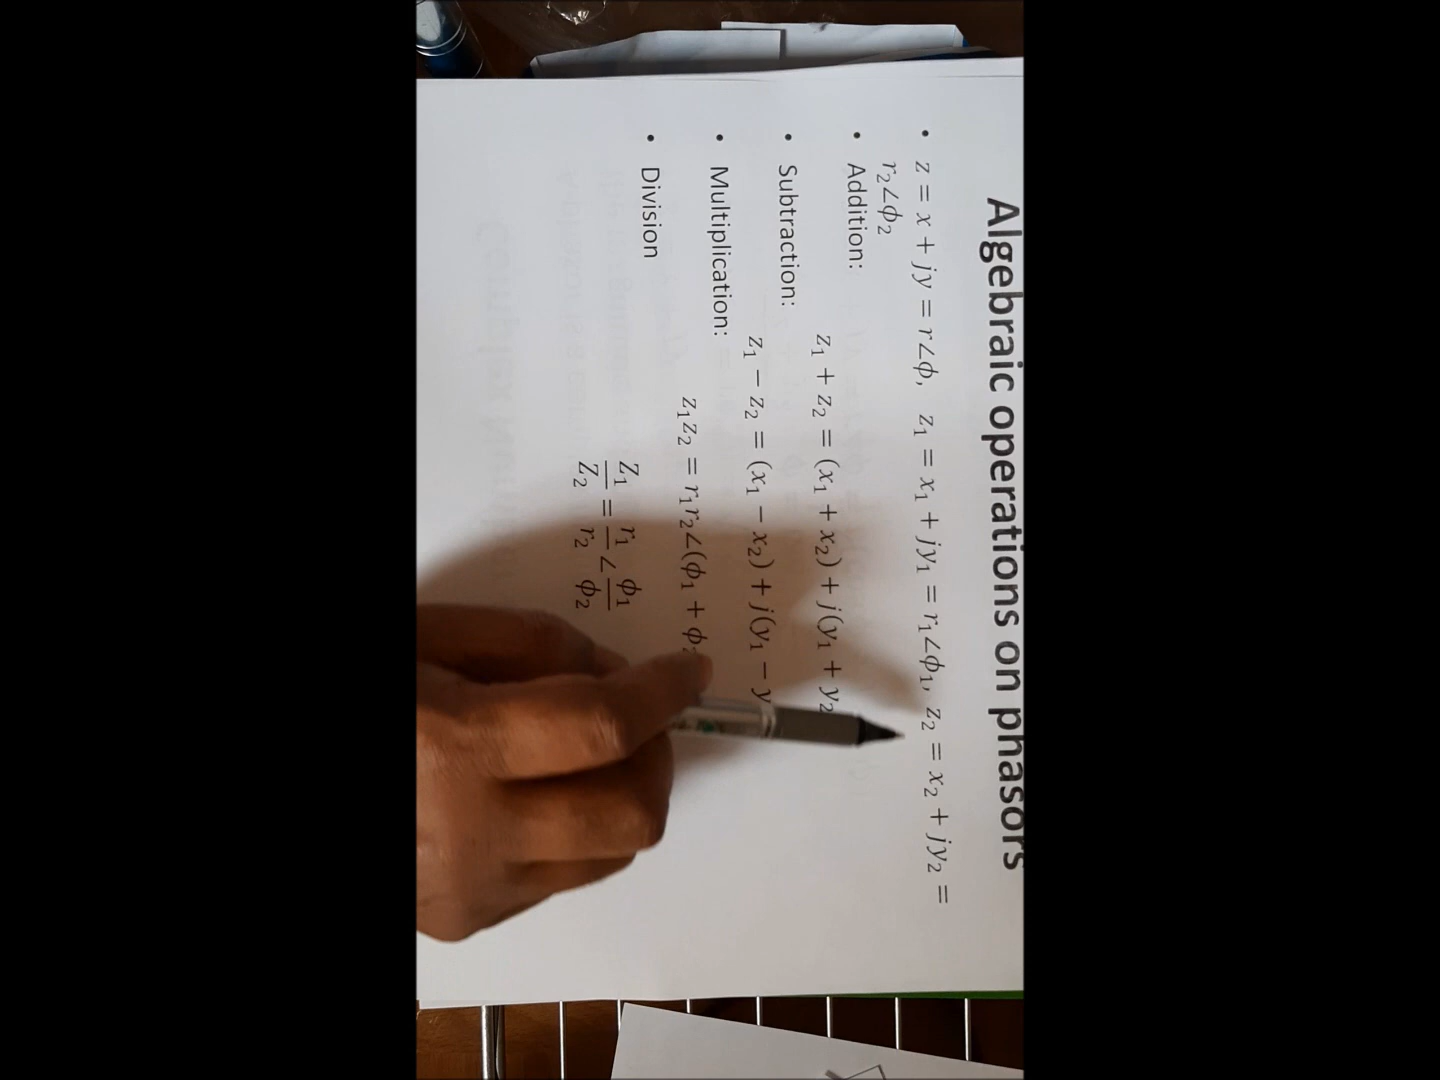 Algebraic operations on phasors
• z = x + jy = r∠ϕ, z₁ = x₁ + jy₁ = r₁∠ϕ₁, z₂ = x₂ + jy₂ =
r₂∠ϕ₂
• Addition:
z₁ + z₂ = (x₁ + x₂) + j(y₁ + y₂
• Subtraction:
z₁ − z₂ = (x₁ − x₂) + j(y₁ − y
• Multiplication:
z₁z₂ = r₁r₂∠(ϕ₁ + ϕ₂
• Division
Z₁/Z₂ = r₁/r₂ ∠ ϕ₁/ϕ₂